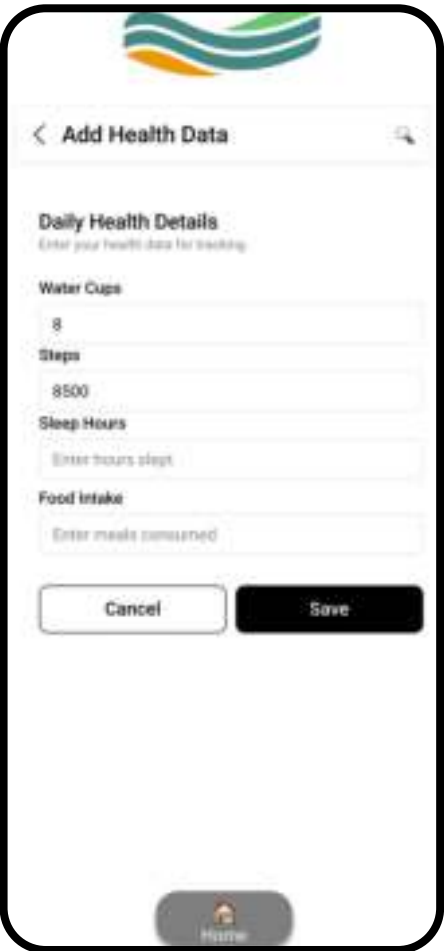 Add Health Data
Daily Health Details
Enter your health data for tracking
Water Cups
8
Steps
8500
Sleep Hours
Enter hours slept
Food Intake
Enter meals consumed
Cancel
Save
Home